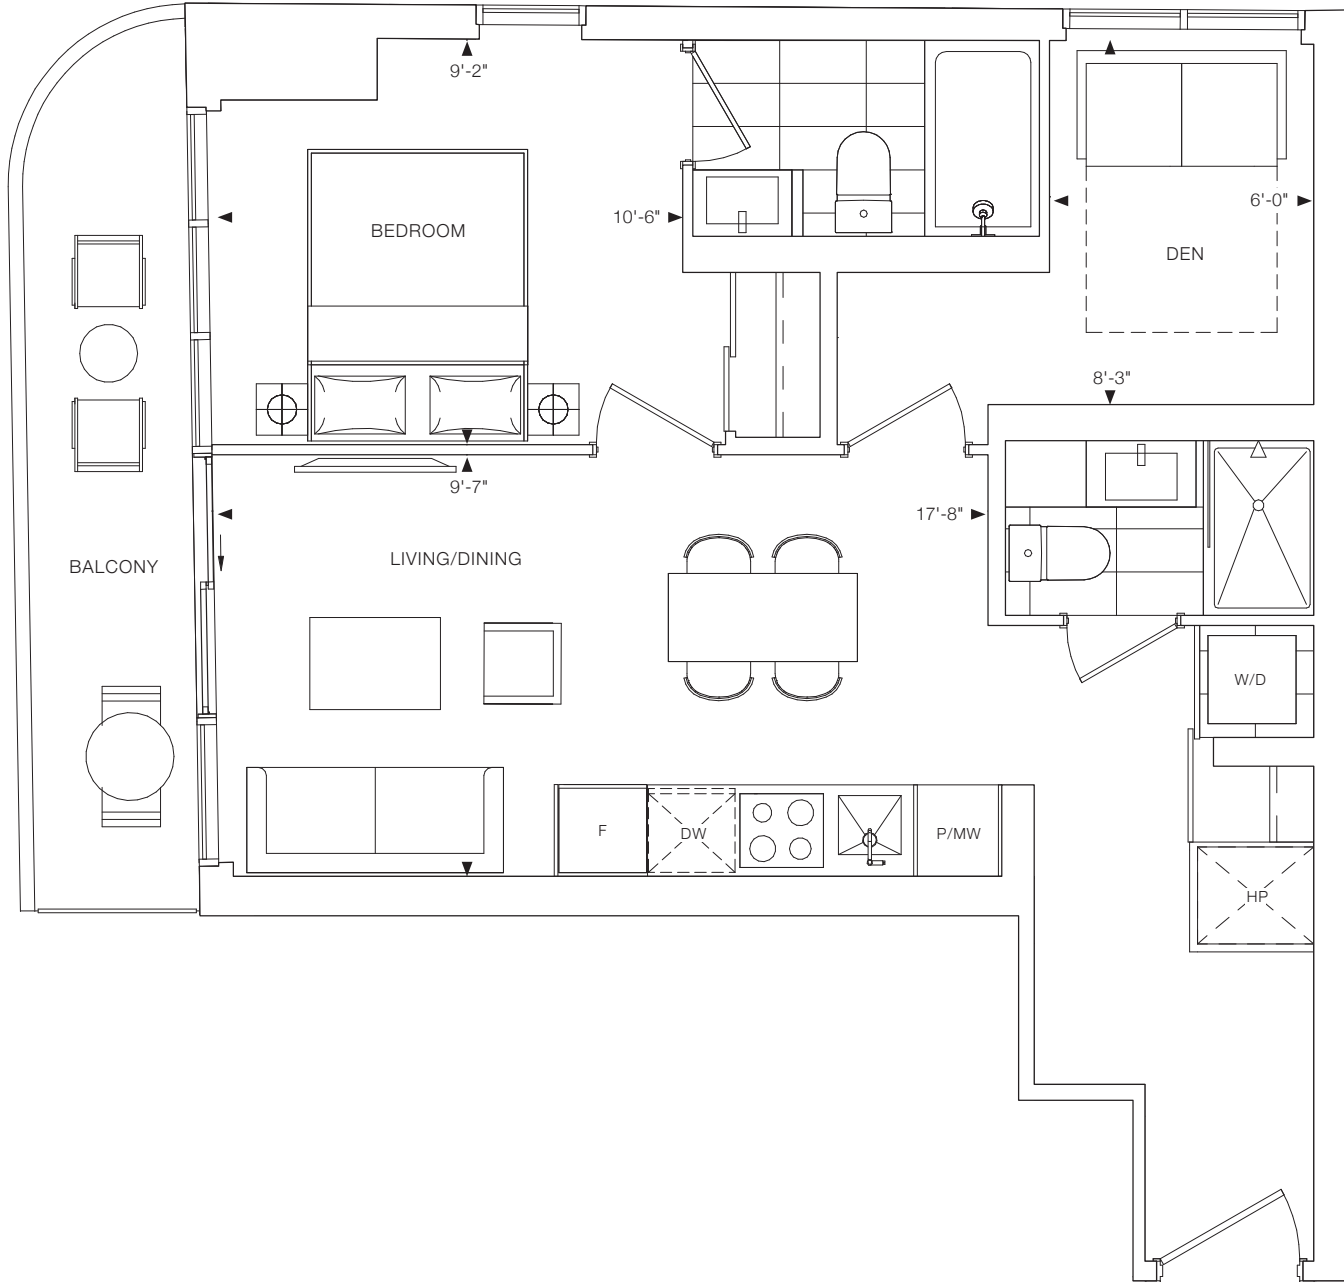 9'-2"
10'-6"
6'-0"
BEDROOM
DEN
8'-3"
9'-7"
17'-8"
LIVING/DINING
BALCONY
W/D
F
DW
P/MW
HP